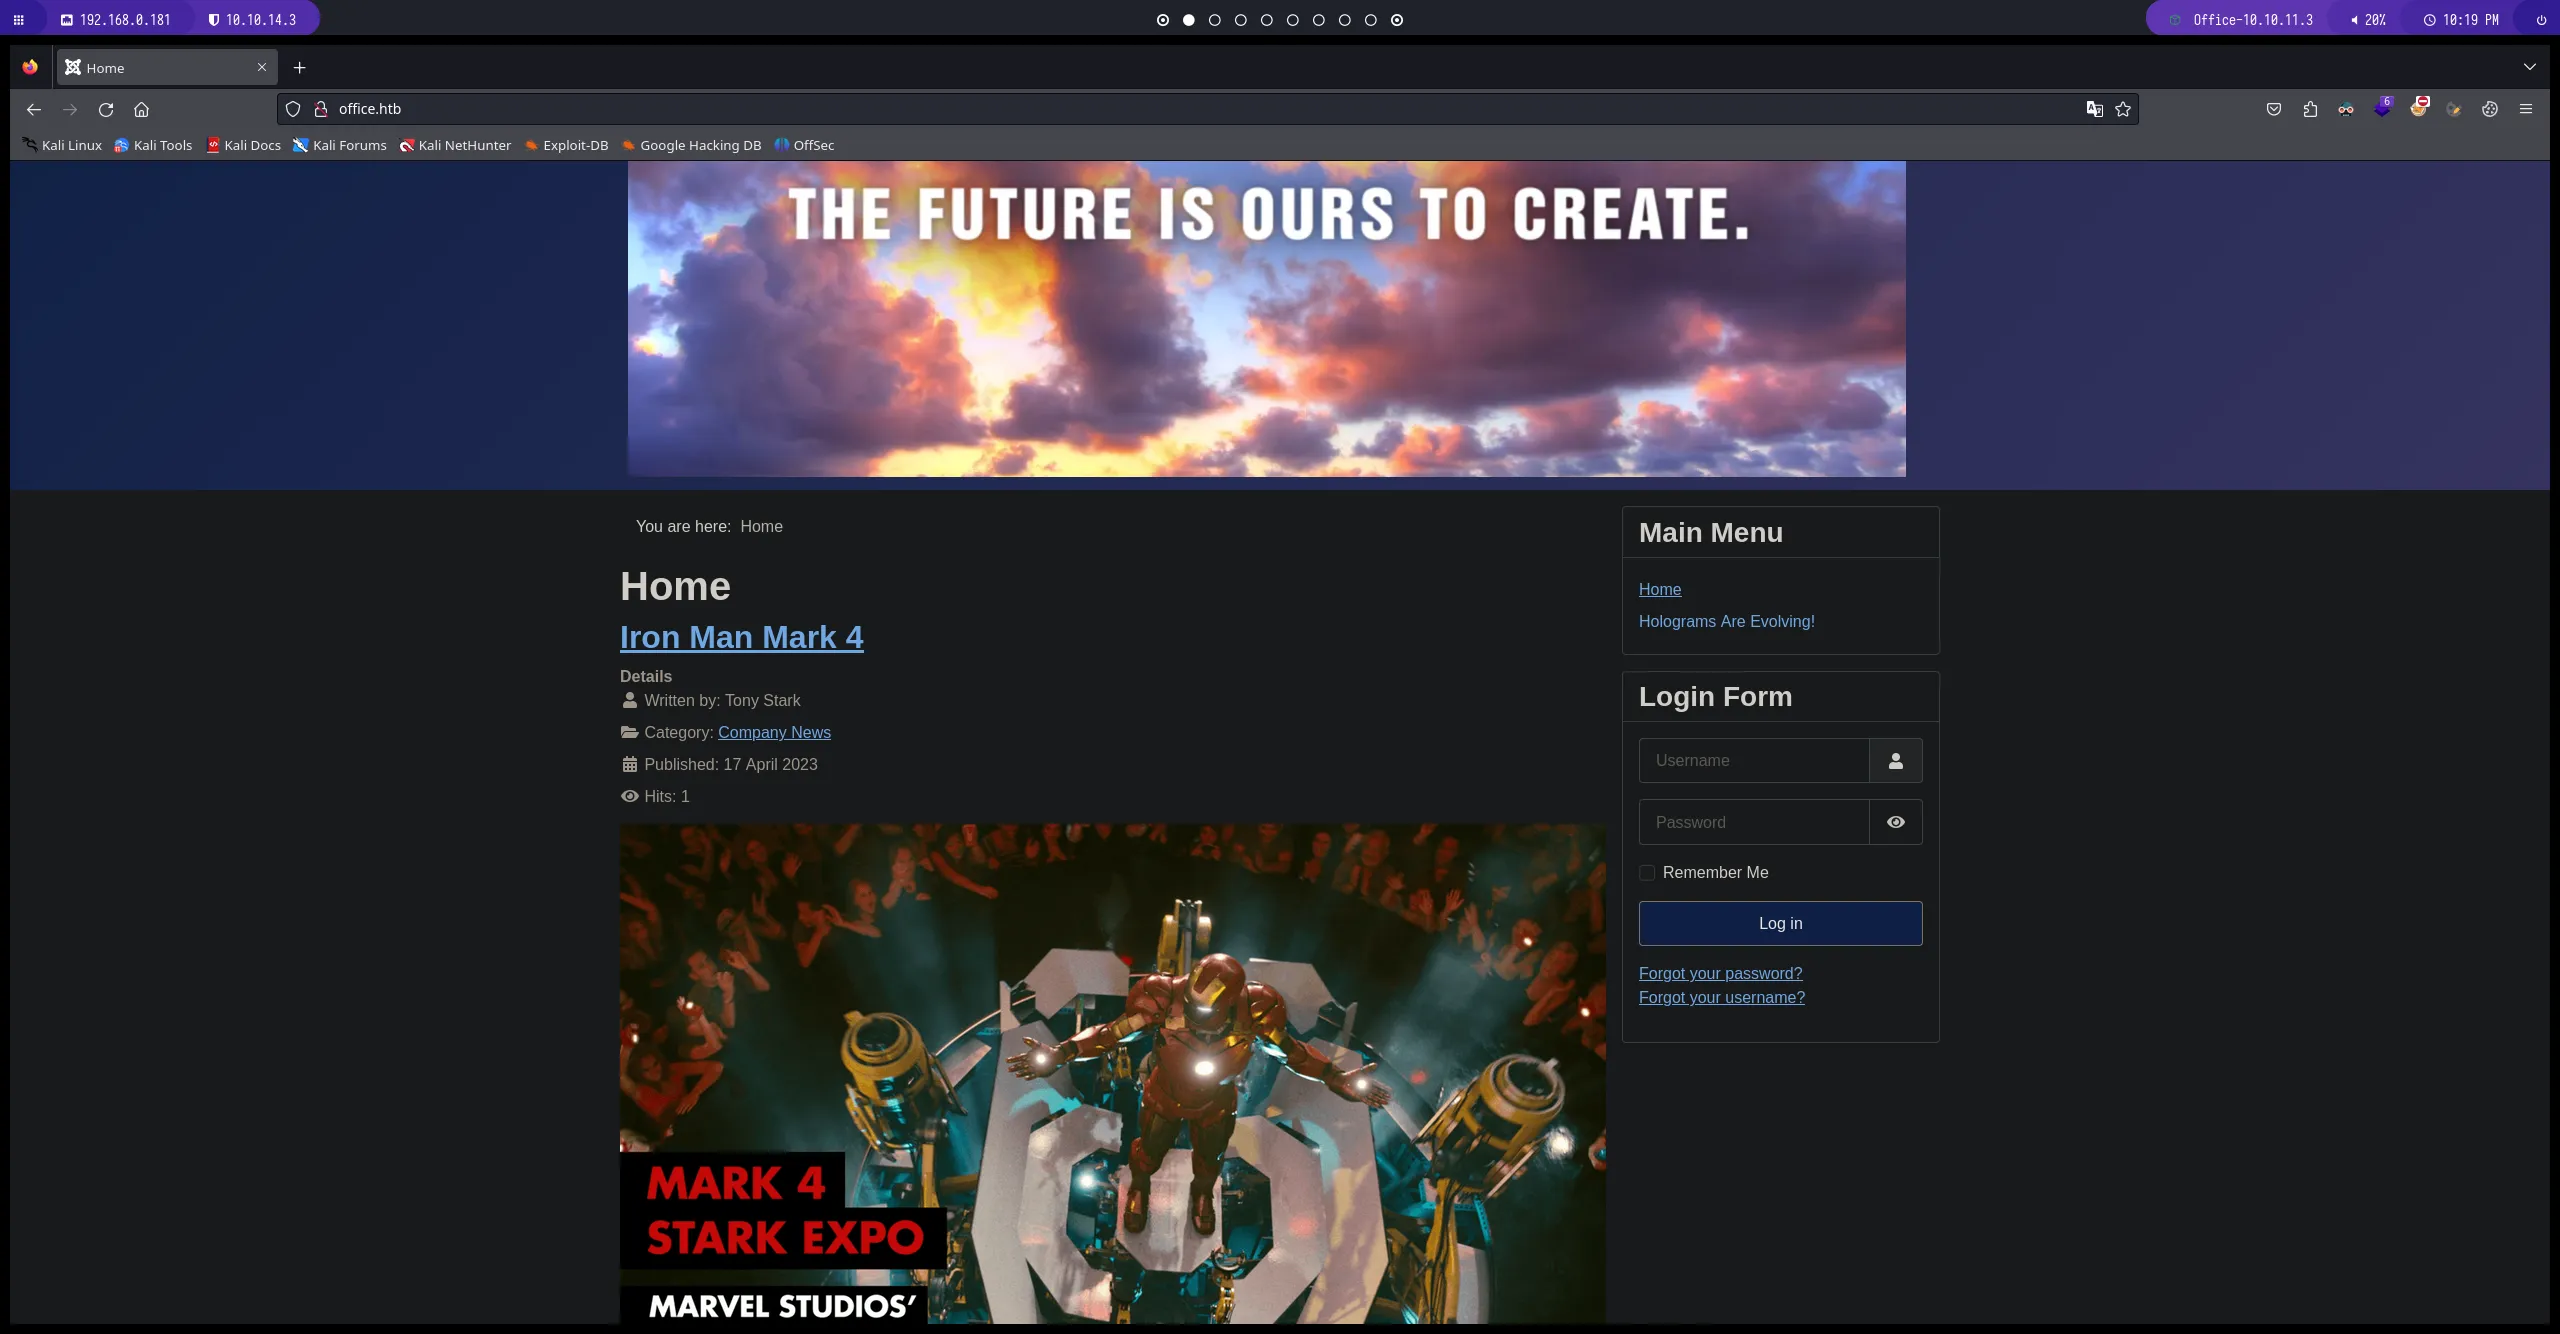 192.168.0.181 10.10.14.3 Office-10.10.11.3 20% 10:19 PM
Home
office.htb
6
Kali Linux Kali Tools Kali Docs Kali Forums Kali NetHunter Exploit-DB Google Hacking DB OffSec
THE FUTURE IS OURS TO CREATE.
You are here: Home
Home
Iron Man Mark 4
Details
Written by: Tony Stark
Category: Company News
Published: 17 April 2023
Hits: 1
MARK 4
STARK EXPO
MARVEL STUDIOS’
Main Menu
Home
Holograms Are Evolving!
Login Form
Username
Password
Remember Me
Log in
Forgot your password?
Forgot your username?